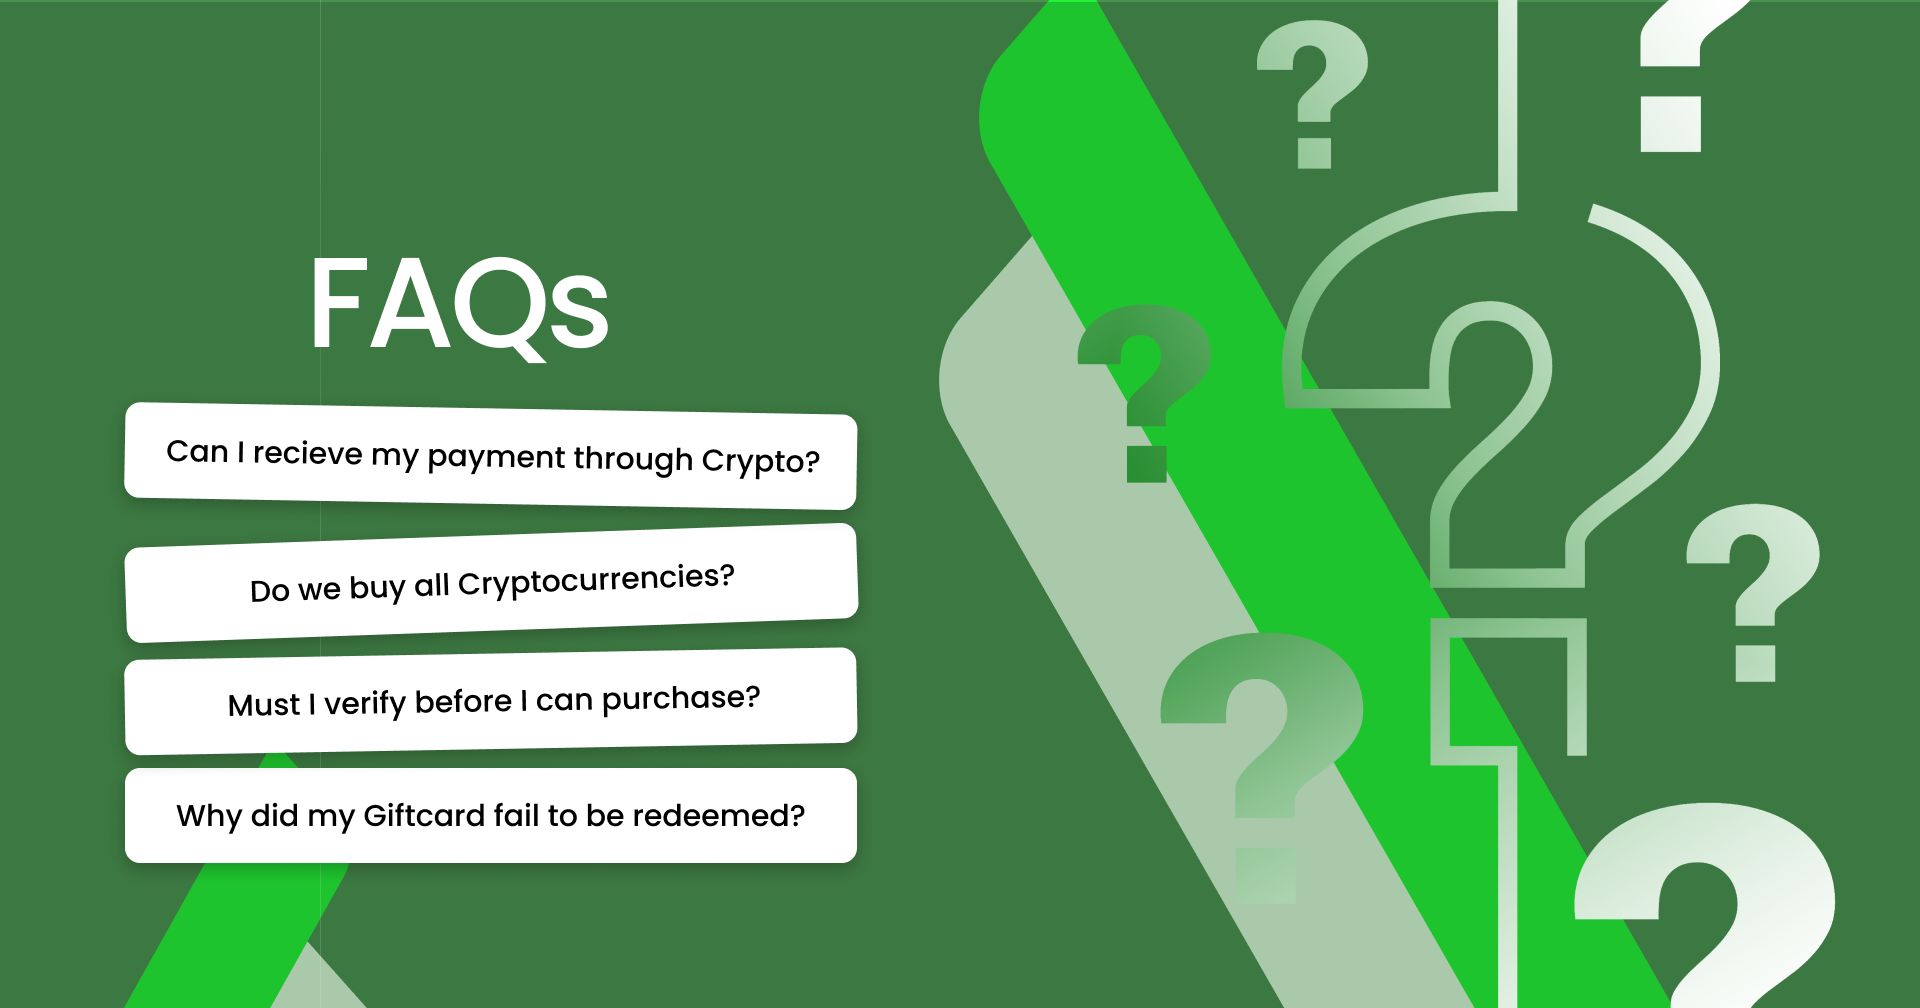 FAQs
Can I recieve my payment through Crypto?
Do we buy all Cryptocurrencies?
Must I verify before I can purchase?
Why did my Giftcard fail to be redeemed?